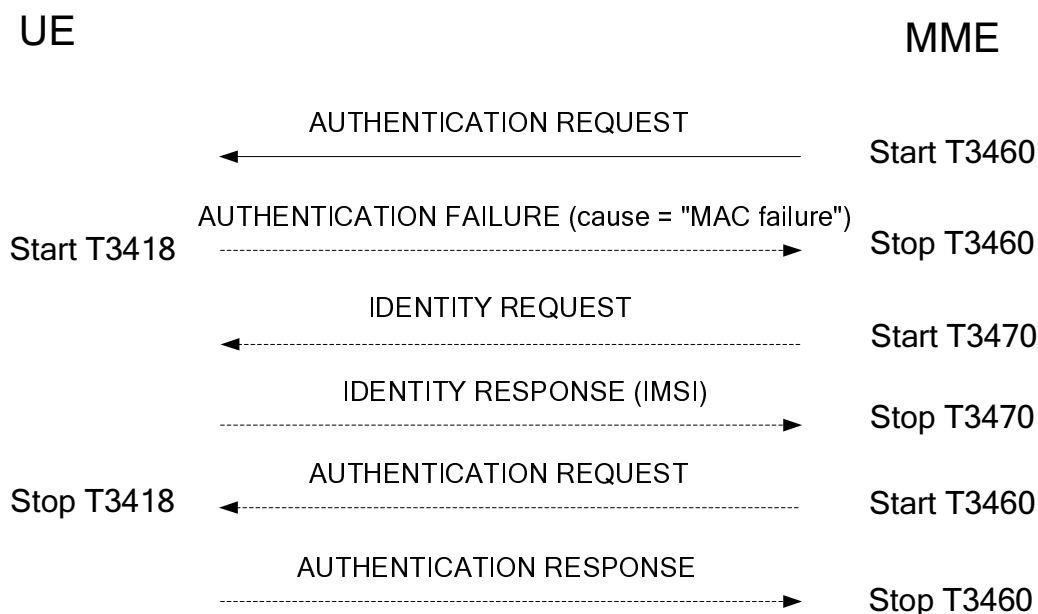 UE
MME
AUTHENTICATION REQUEST
Start T3460
AUTHENTICATION FAILURE (cause = "MAC failure")
Start T3418
Stop T3460
IDENTITY REQUEST
Start T3470
IDENTITY RESPONSE (IMSI)
Stop T3470
AUTHENTICATION REQUEST
Stop T3418
Start T3460
AUTHENTICATION RESPONSE
Stop T3460